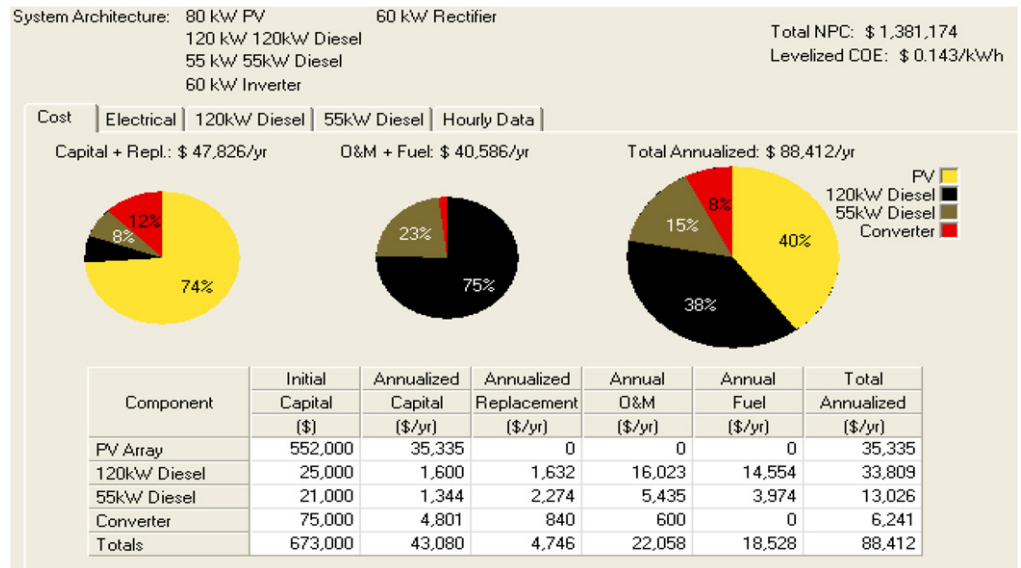 System Architecture: 80 kW PV 60 kW Rectifier
120 kW 120kW Diesel
55 kW 55kW Diesel
60 kW Inverter
Total NPC: $ 1,381,174
Levelized COE: $ 0.143/kWh
Cost Electrical 120kW Diesel 55kW Diesel Hourly Data
Capital + Repl.: $ 47,826/yr O&M + Fuel: $ 40,586/yr Total Annualized: $ 88,412/yr
PV
120kW Diesel
55kW Diesel
Converter
12%
8%
74%
23%
75%
8%
15%
40%
38%
Component Initial Annualized Annualized Annual Annual Total
Capital Capital Replacement O&M Fuel Annualized
($) ($/yr) ($/yr) ($/yr) ($/yr) ($/yr)
PV Array 552,000 35,335 0 0 0 35,335
120kW Diesel 25,000 1,600 1,632 16,023 14,554 33,809
55kW Diesel 21,000 1,344 2,274 5,435 3,974 13,026
Converter 75,000 4,801 840 600 0 6,241
Totals 673,000 43,080 4,746 22,058 18,528 88,412